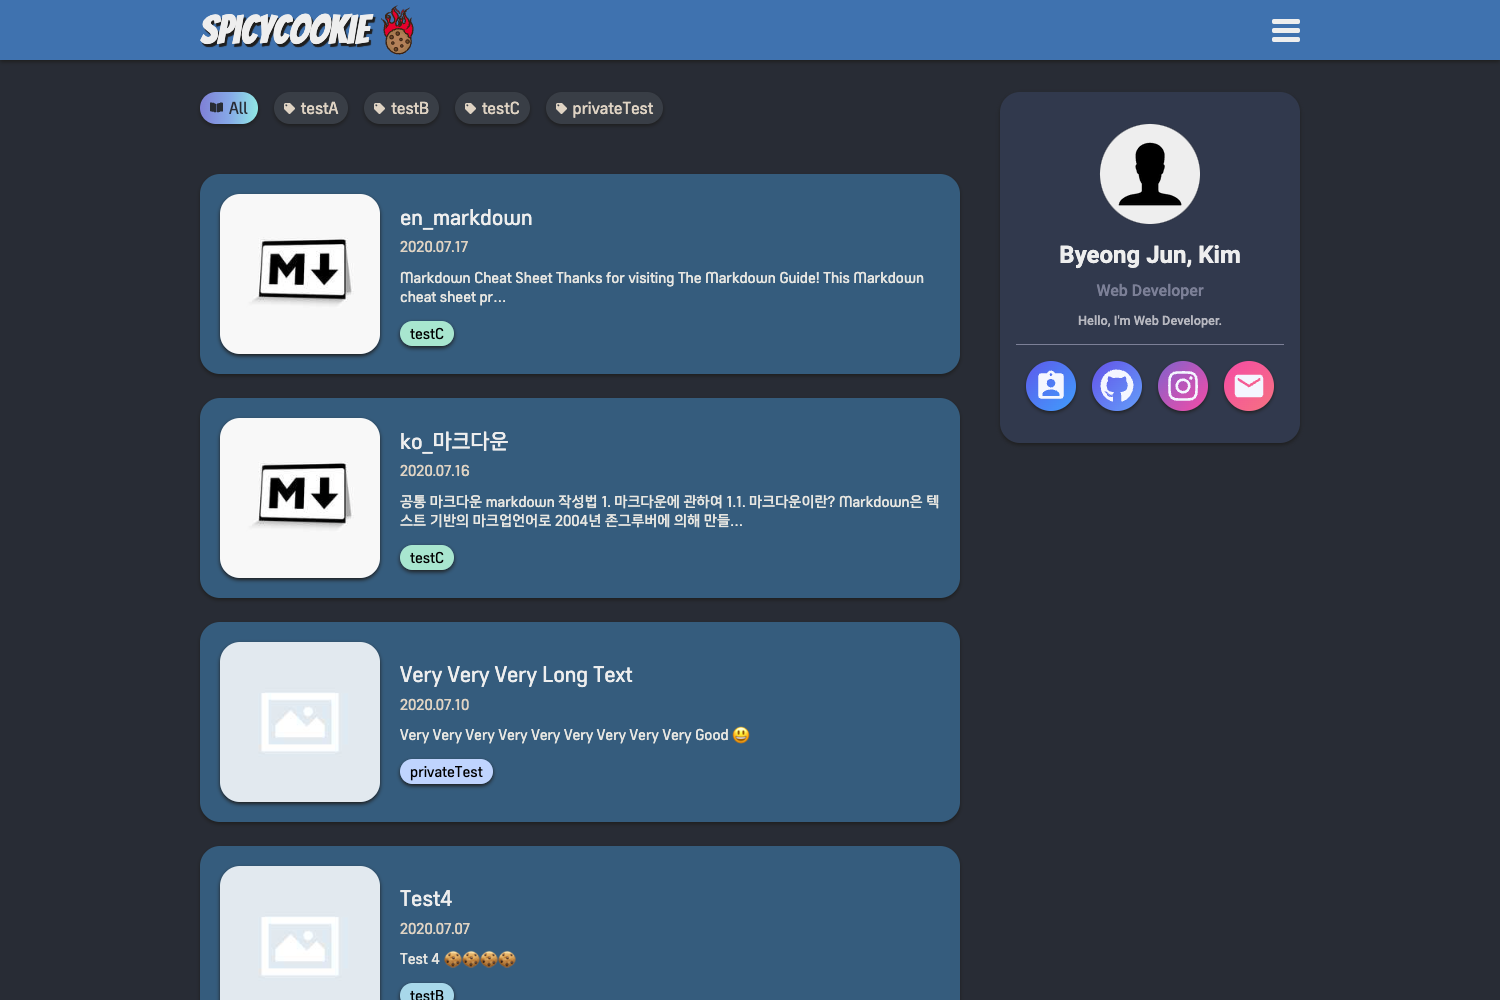 SPICYCOOKIE
All testA testB testC privateTest
en_markdown
2020.07.17
Markdown Cheat Sheet Thanks for visiting The Markdown Guide! This Markdown
cheat sheet pr...
testC
ko_마크다운
2020.07.16
공통 마크다운 markdown 작성법 1. 마크다운에 관하여 1.1. 마크다운이란? Markdown은 텍
스트 기반의 마크업언어로 2004년 존그루버에 의해 만들...
testC
Very Very Very Long Text
2020.07.10
Very Very Very Very Very Very Very Very Very Good 😃
privateTest
Test4
2020.07.07
Test 4 🍪🍪🍪🍪
testB
Byeong Jun, Kim
Web Developer
Hello, I'm Web Developer.
M
M